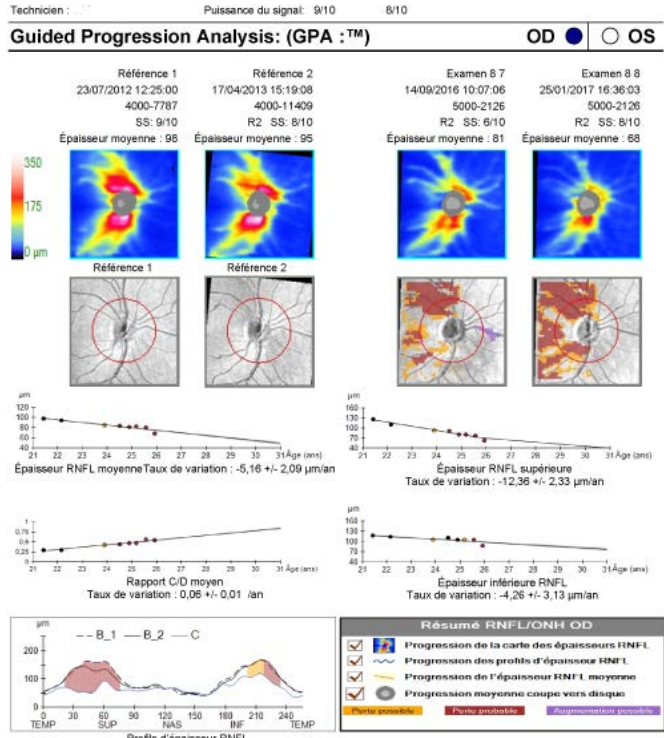 Technicien : Puissance du signal: 9/10 8/10
Guided Progression Analysis: (GPA :™) OD OS
Référence 1 Référence 2 Examen 8 7 Examen 8 8
23/07/2012 12:25:00 17/04/2013 15:19:08 14/09/2016 10:07:06 25/01/2017 16:36:03
4000-7787 4000-11409 5000-2126 5000-2126
SS: 9/10 R2 SS: 8/10 R2 SS: 6/10 R2 SS: 8/10
Épaisseur moyenne : 98 Épaisseur moyenne : 95 Épaisseur moyenne : 81 Épaisseur moyenne : 68
350
175
0 µm
Référence 1 Référence 2
µm
120
100
80
60
40
21 22 23 24 25 26 27 28 29 30 31 Âge (ans)
Épaisseur RNFL moyenne Taux de variation : -5,16 +/- 2,09 µm/an
µm
160
130
100
70
40
21 22 23 24 25 26 27 28 29 30 31 Âge (ans)
Épaisseur RNFL supérieure
Taux de variation : -12,36 +/- 2,33 µm/an
1
0,75
0,5
0,25
0
21 22 23 24 25 26 27 28 29 30 31 Âge (ans)
Rapport C/D moyen
Taux de variation : 0,06 +/- 0,01 /an
µm
160
130
100
70
40
21 22 23 24 25 26 27 28 29 30 31 Âge (ans)
Épaisseur inférieure RNFL
Taux de variation : -4,26 +/- 3,13 µm/an
µm
- - B_1 — B_2 — C
200
100
0
0 30 60 90 120 150 180 210 240
TEMP SUP NAS INF TEMP
Profils d'épaisseur RNFL
Résumé RNFL/ONH OD
Progression de la carte des épaisseurs RNFL
Progression des profils d'épaisseur RNFL
Progression de l'épaisseur RNFL moyenne
Progression moyenne coupe vers disque
Perte possible Perte probable Augmentation possible